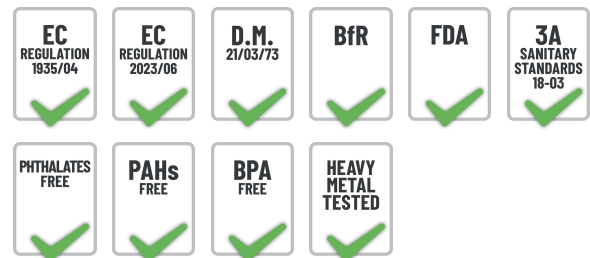 EC
REGULATION
1935/04
EC
REGULATION
2023/06
D.M.
21/03/73
BfR
FDA
3A
SANITARY
STANDARDS
18-03
PHTHALATES
FREE
PAHs
FREE
BPA
FREE
HEAVY
METAL
TESTED